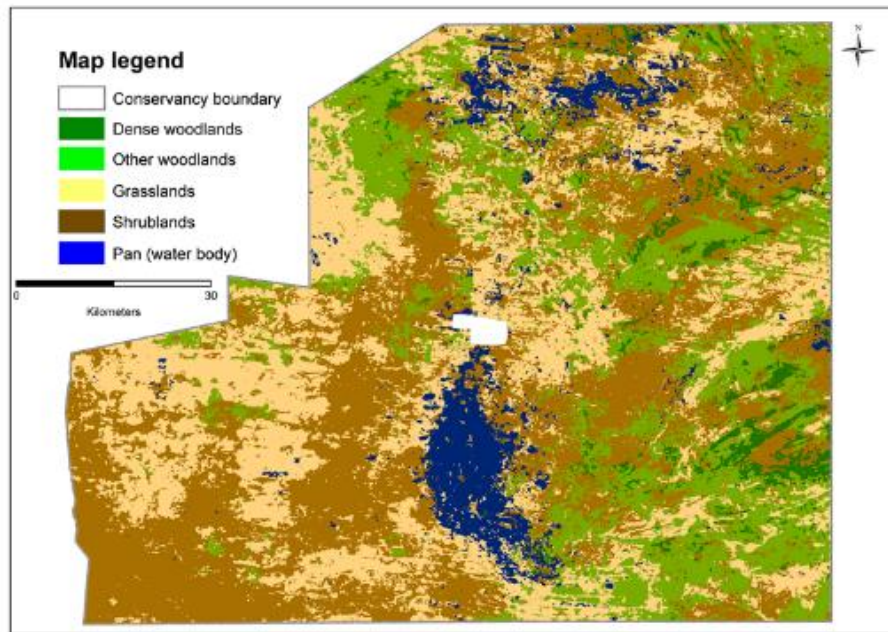 N
Map legend
Conservancy boundary
Dense woodlands
Other woodlands
Grasslands
Shrublands
Pan (water body)
0 30
Kilometers